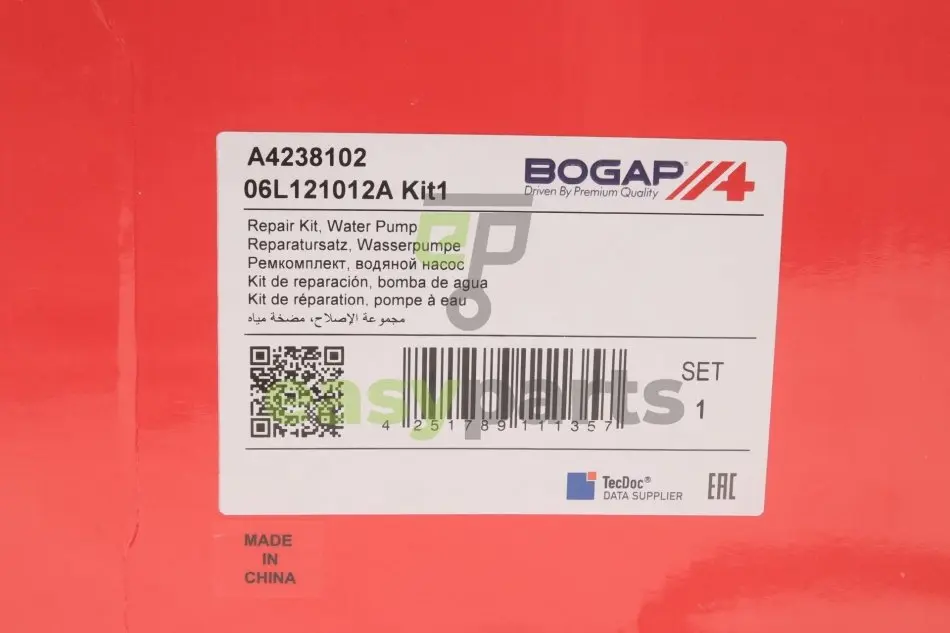 A4238102
06L121012A Kit1
BOGAP
Driven By Premium Quality
Repair Kit, Water Pump
Reparatursatz, Wasserpumpe
Ремкомплект, водяной насос
Kit de reparación, bomba de agua
Kit de réparation, pompe à eau
مجموعة الإصلاح، مضخة مياه
ep
easyparts
4 251789 111357
SET
1
TecDoc®
DATA SUPPLIER
EAC
MADE
IN
CHINA